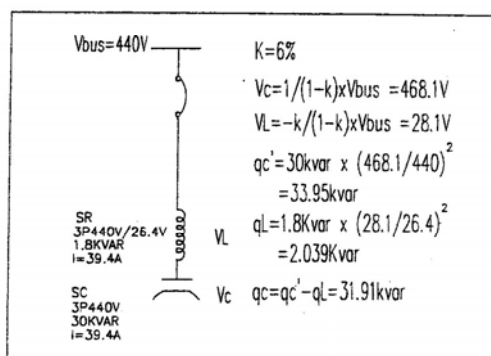 Vbus=440V
K=6%
Vc=1/(1-k)xVbus =468.1V
VL=-k/(1-k)xVbus=28.1V
qc'=30kvar x (468.1/440)²
=33.95kvar
SR
3P440V/26.4V
1.8KVAR
I=39.4A
VL
qL=1.8Kvar x (28.1/26.4)²
=2.039Kvar
SC
3P440V
30KVAR
I=39.4A
Vc
qc=qc'-qL=31.91kvar